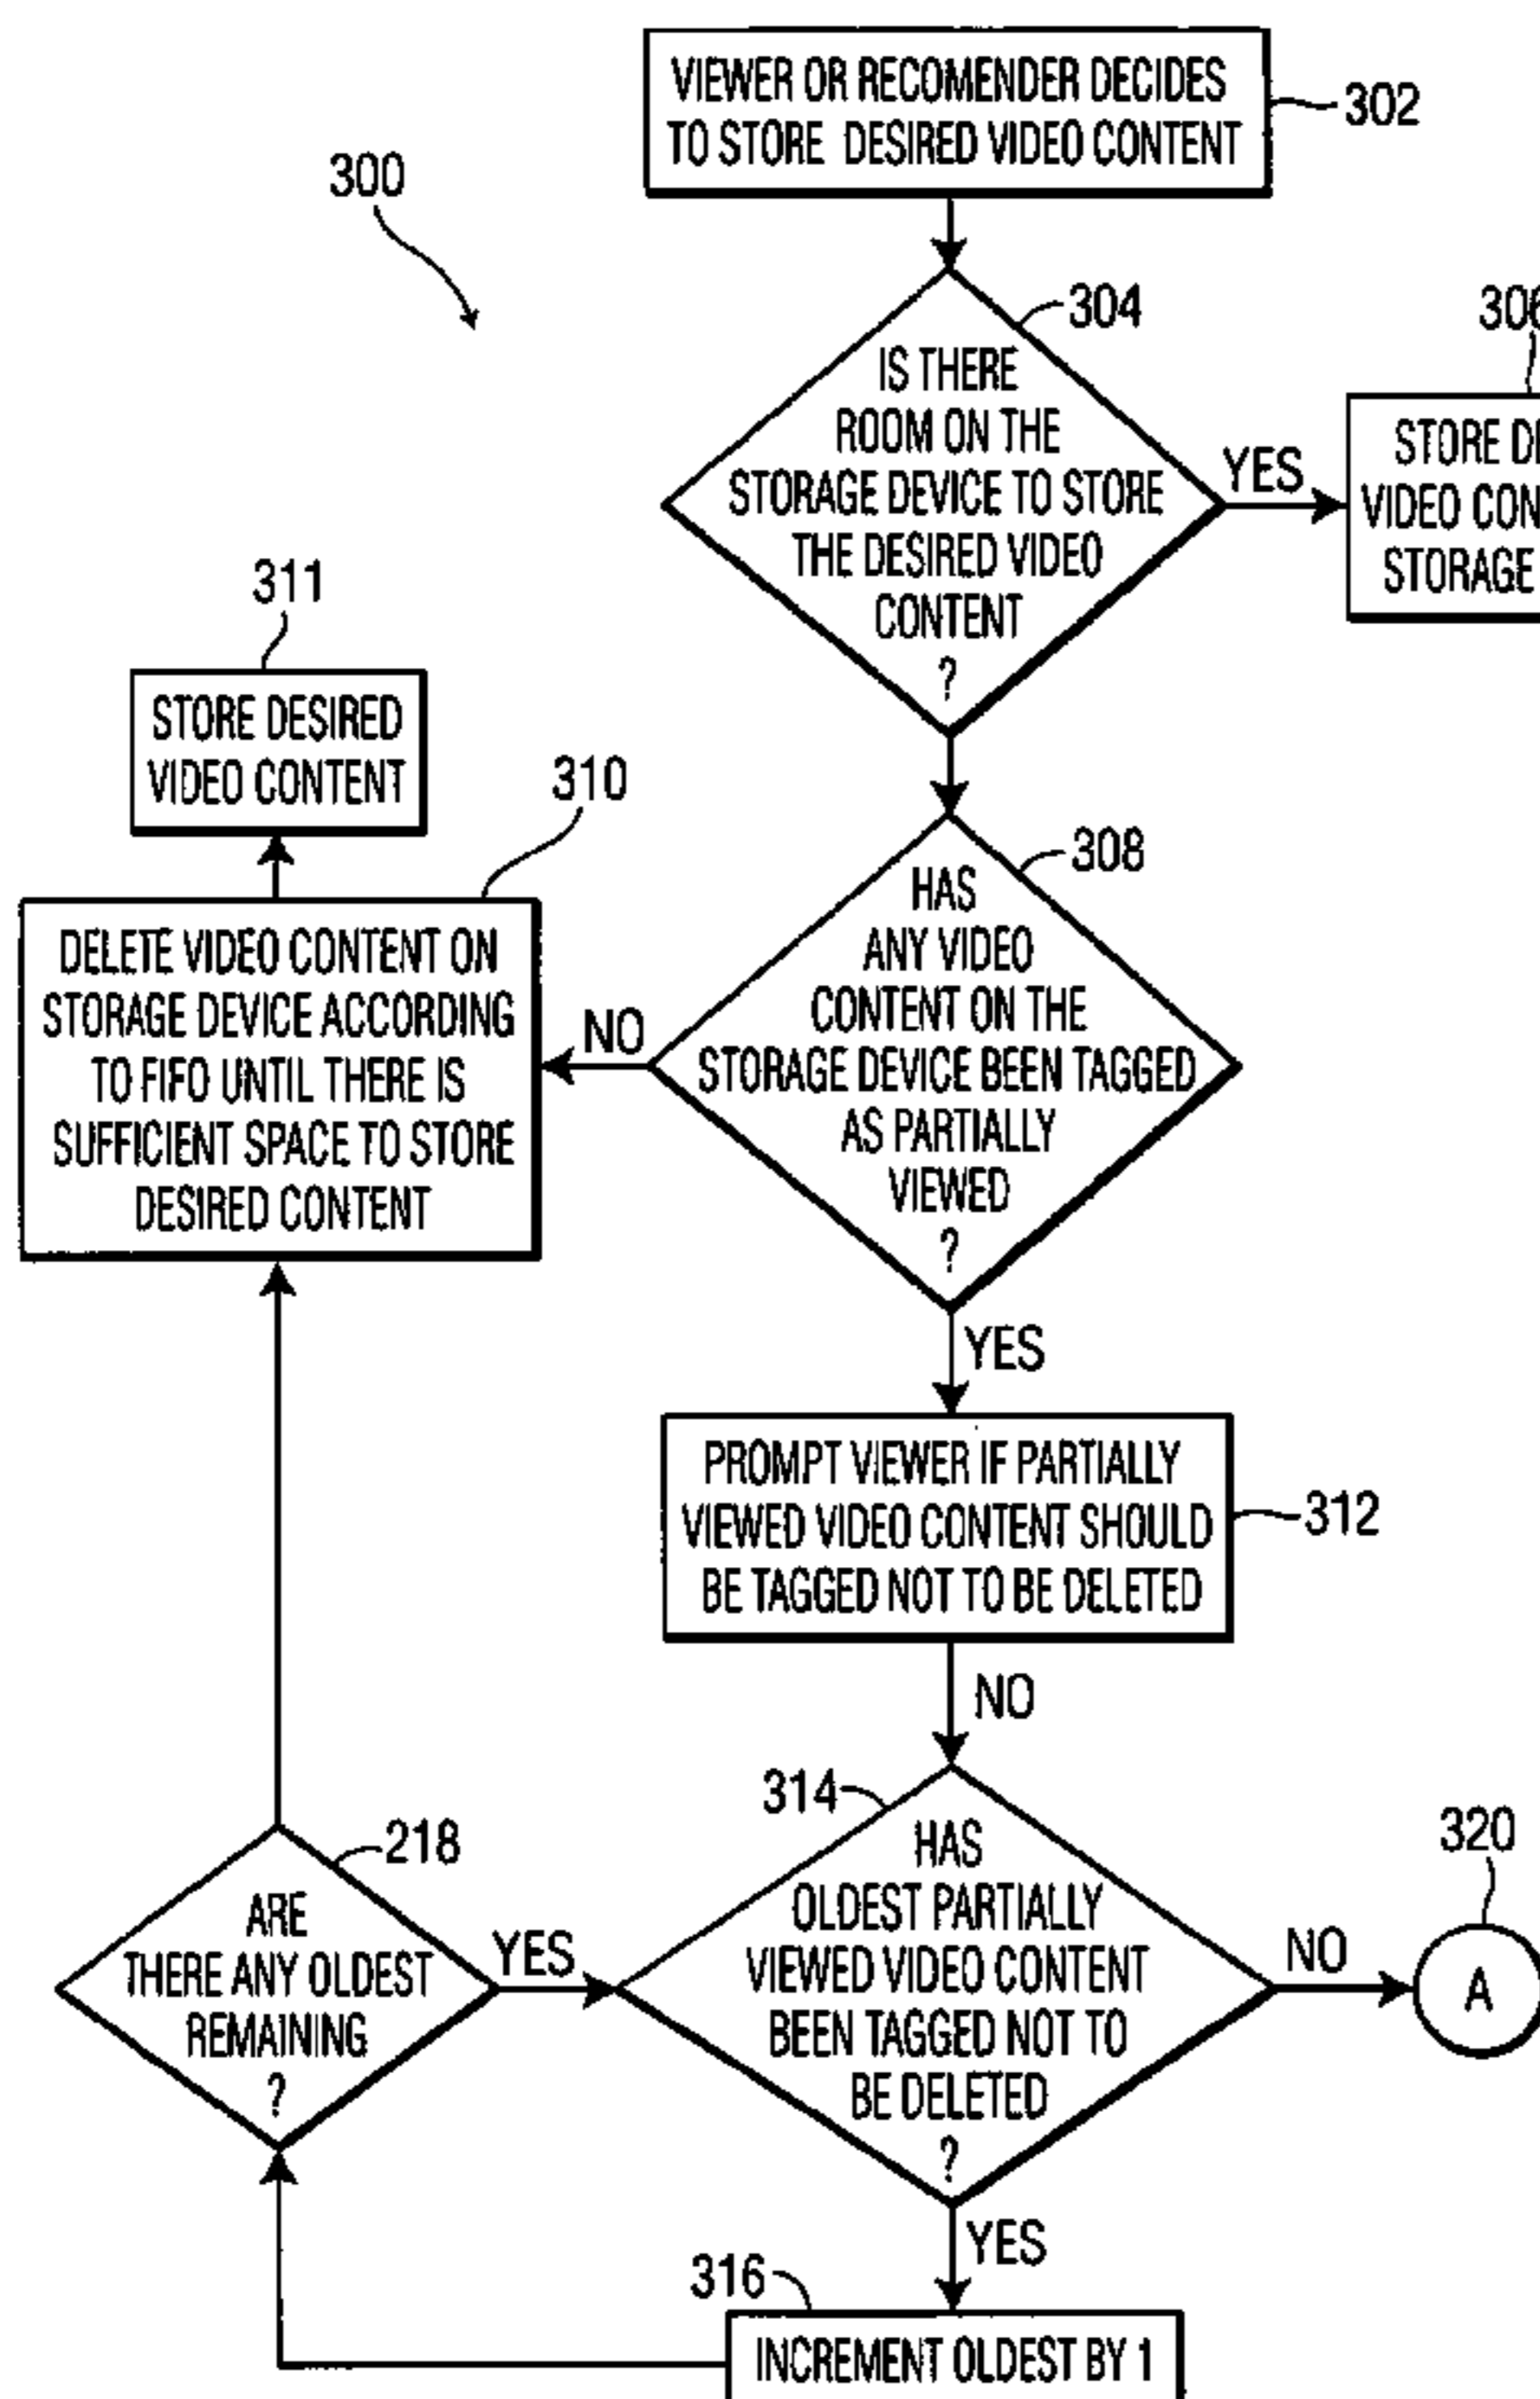 VIEWER OR RECOMENDER DECIDES
TO STORE DESIRED VIDEO CONTENT
302
300
304
IS THERE
ROOM ON THE
STORAGE DEVICE TO STORE
THE DESIRED VIDEO
CONTENT
?
YES
306
STORE
VIDEO
STORAGE
311
STORE DESIRED
VIDEO CONTENT
310
DELETE VIDEO CONTENT ON
STORAGE DEVICE ACCORDING
TO FIFO UNTIL THERE IS
SUFFICIENT SPACE TO STORE
DESIRED CONTENT
NO
308
HAS
ANY VIDEO
CONTENT ON THE
STORAGE DEVICE BEEN TAGGED
AS PARTIALLY
VIEWED
?
YES
PROMPT VIEWER IF PARTIALLY
VIEWED VIDEO CONTENT SHOULD
BE TAGGED NOT TO BE DELETED
312
NO
314
HAS
OLDEST PARTIALLY
VIEWED VIDEO CONTENT
BEEN TAGGED NOT TO
BE DELETED
?
218
ARE
THERE ANY OLDEST
REMAINING
?
YES
NO
320
A
YES
316
INCREMENT OLDEST BY 1